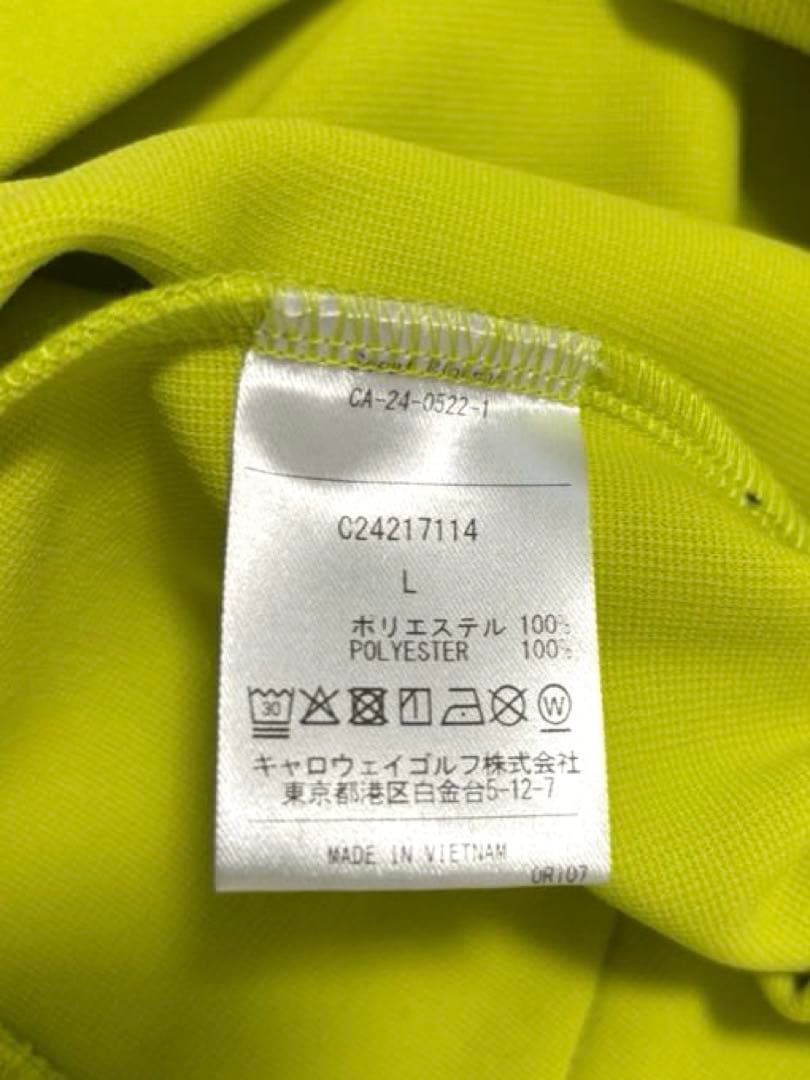 CA-24-0522-1
C24217114
L
ポリエステル 100%
POLYESTER 100%
30 W
キャロウェイゴルフ株式会社
東京都港区白金台5-12-7
MADE IN VIETNAM